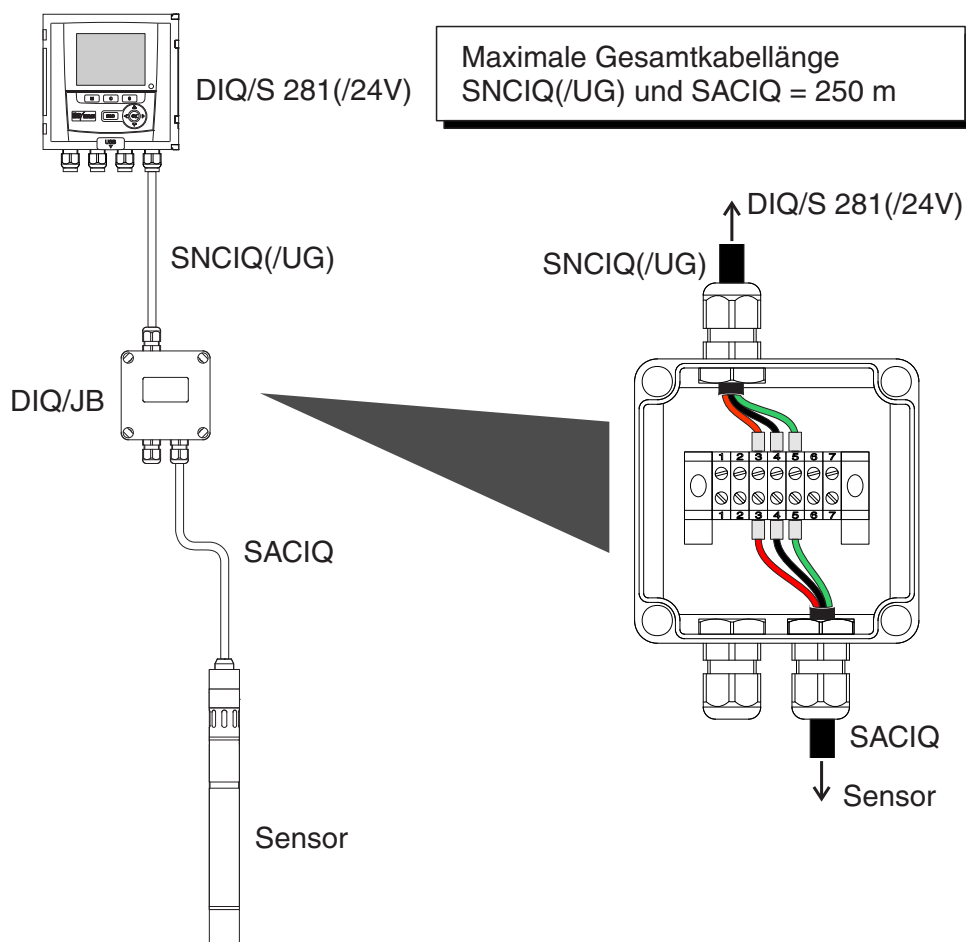 DIQ/S 281(/24V)
Maximale Gesamtkabellänge
SNCIQ(/UG) und SACIQ = 250 m
DIQ/S 281(/24V)
SNCIQ(/UG)
SNCIQ(/UG)
DIQ/JB
1 2 3 4 5 6 7
1 2 3 4 5 6 7
SACIQ
SACIQ
Sensor
Sensor